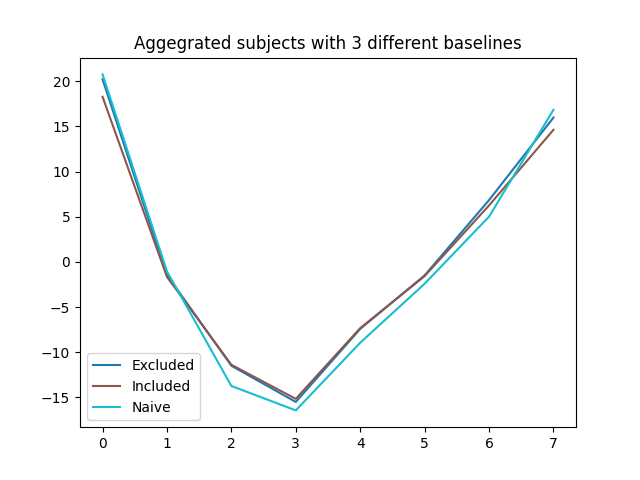 Aggegrated subjects with 3 different baselines
20
15
10
5
0
−5
−10
−15
Excluded
Included
Naive
0 1 2 3 4 5 6 7